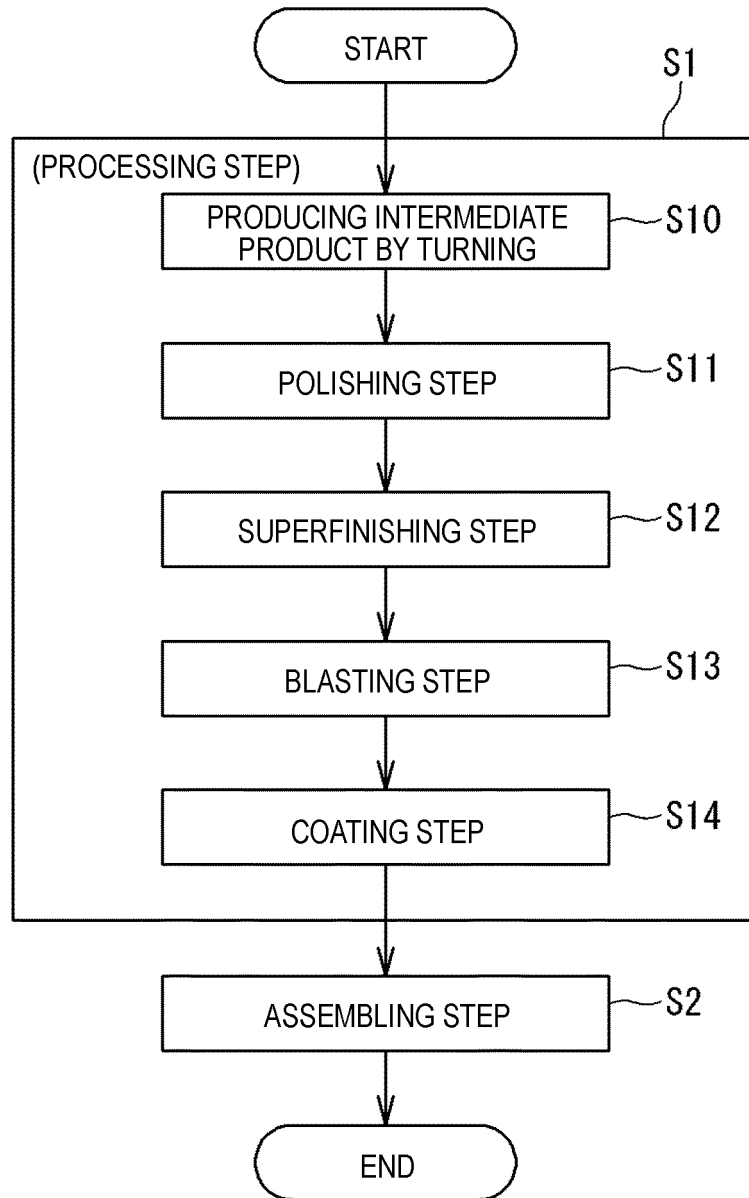 START
S1
(PROCESSING STEP)
PRODUCING INTERMEDIATE
PRODUCT BY TURNING
S10
POLISHING STEP
S11
SUPERFINISHING STEP
S12
BLASTING STEP
S13
COATING STEP
S14
ASSEMBLING STEP
S2
END